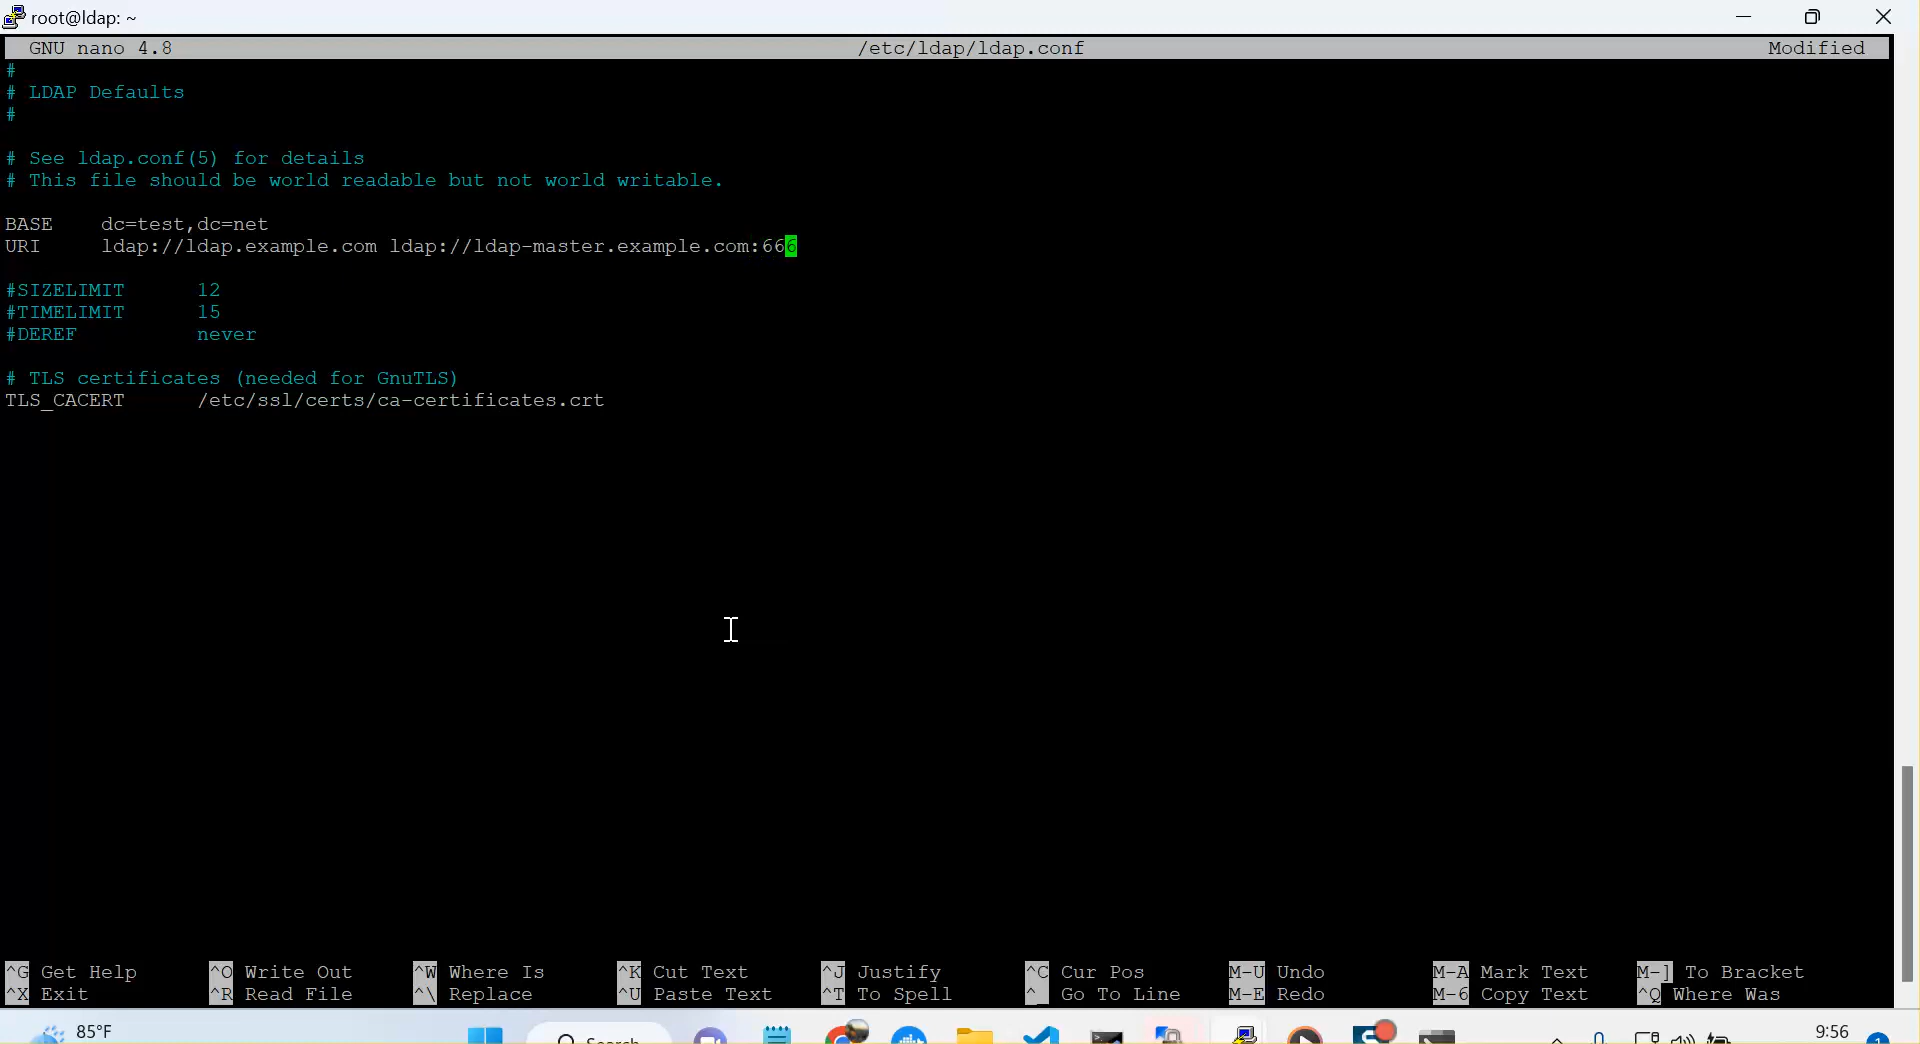 root@ldap: ~
GNU nano 4.8 /etc/ldap/ldap.conf Modified
#
# LDAP Defaults
#
# See ldap.conf(5) for details
# This file should be world readable but not world writable.
BASE dc=test,dc=net
URI ldap://ldap.example.com ldap://ldap-master.example.com:666
#SIZELIMIT 12
#TIMELIMIT 15
#DEREF never
# TLS certificates (needed for GnuTLS)
TLS_CACERT /etc/ssl/certs/ca-certificates.crt
^G Get Help ^O Write Out ^W Where Is ^K Cut Text ^J Justify ^C Cur Pos M-U Undo M-A Mark Text M-] To Bracket
^X Exit ^R Read File ^\ Replace ^U Paste Text ^T To Spell ^_ Go To Line M-E Redo M-6 Copy Text ^Q Where Was
85°F Search 9:56